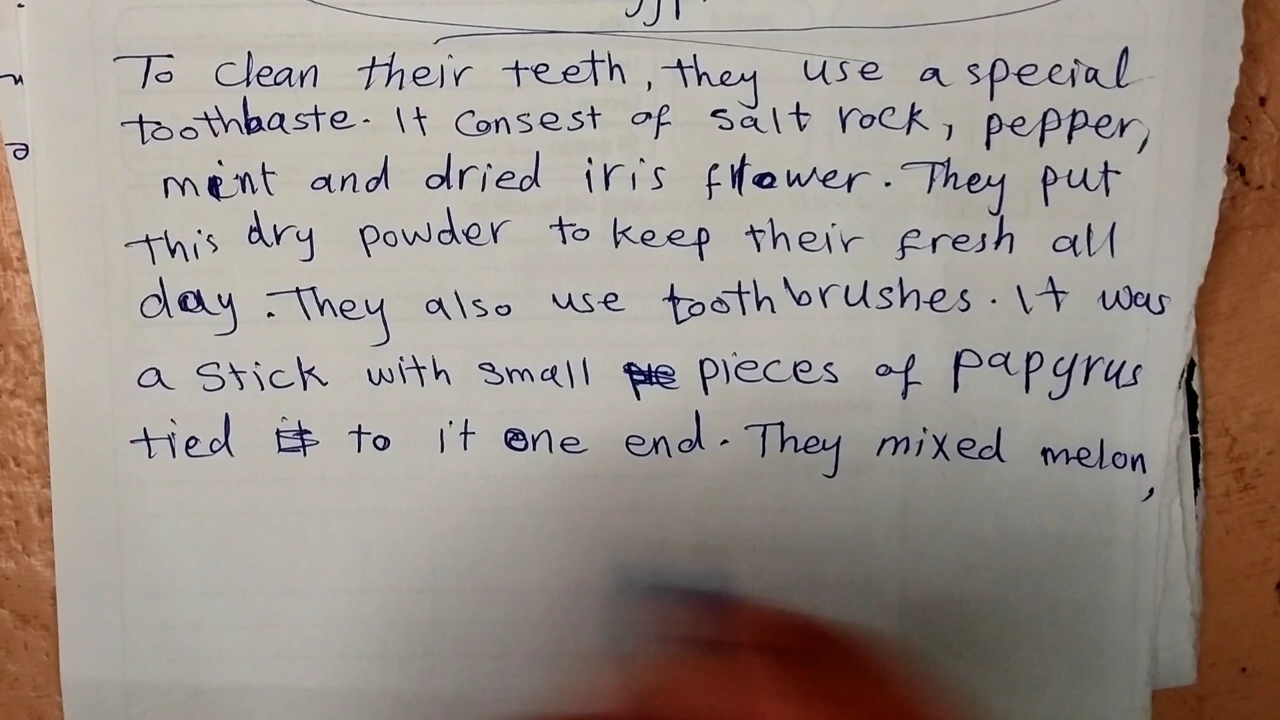 To clean their teeth, they use a special
toothbaste. It consest of salt rock, pepper,
mint and dried iris flower. They put
this dry powder to keep their fresh all
day. They also use toothbrushes. It was
a stick with small pieces of papyrus
tied to it one end. They mixed melon,